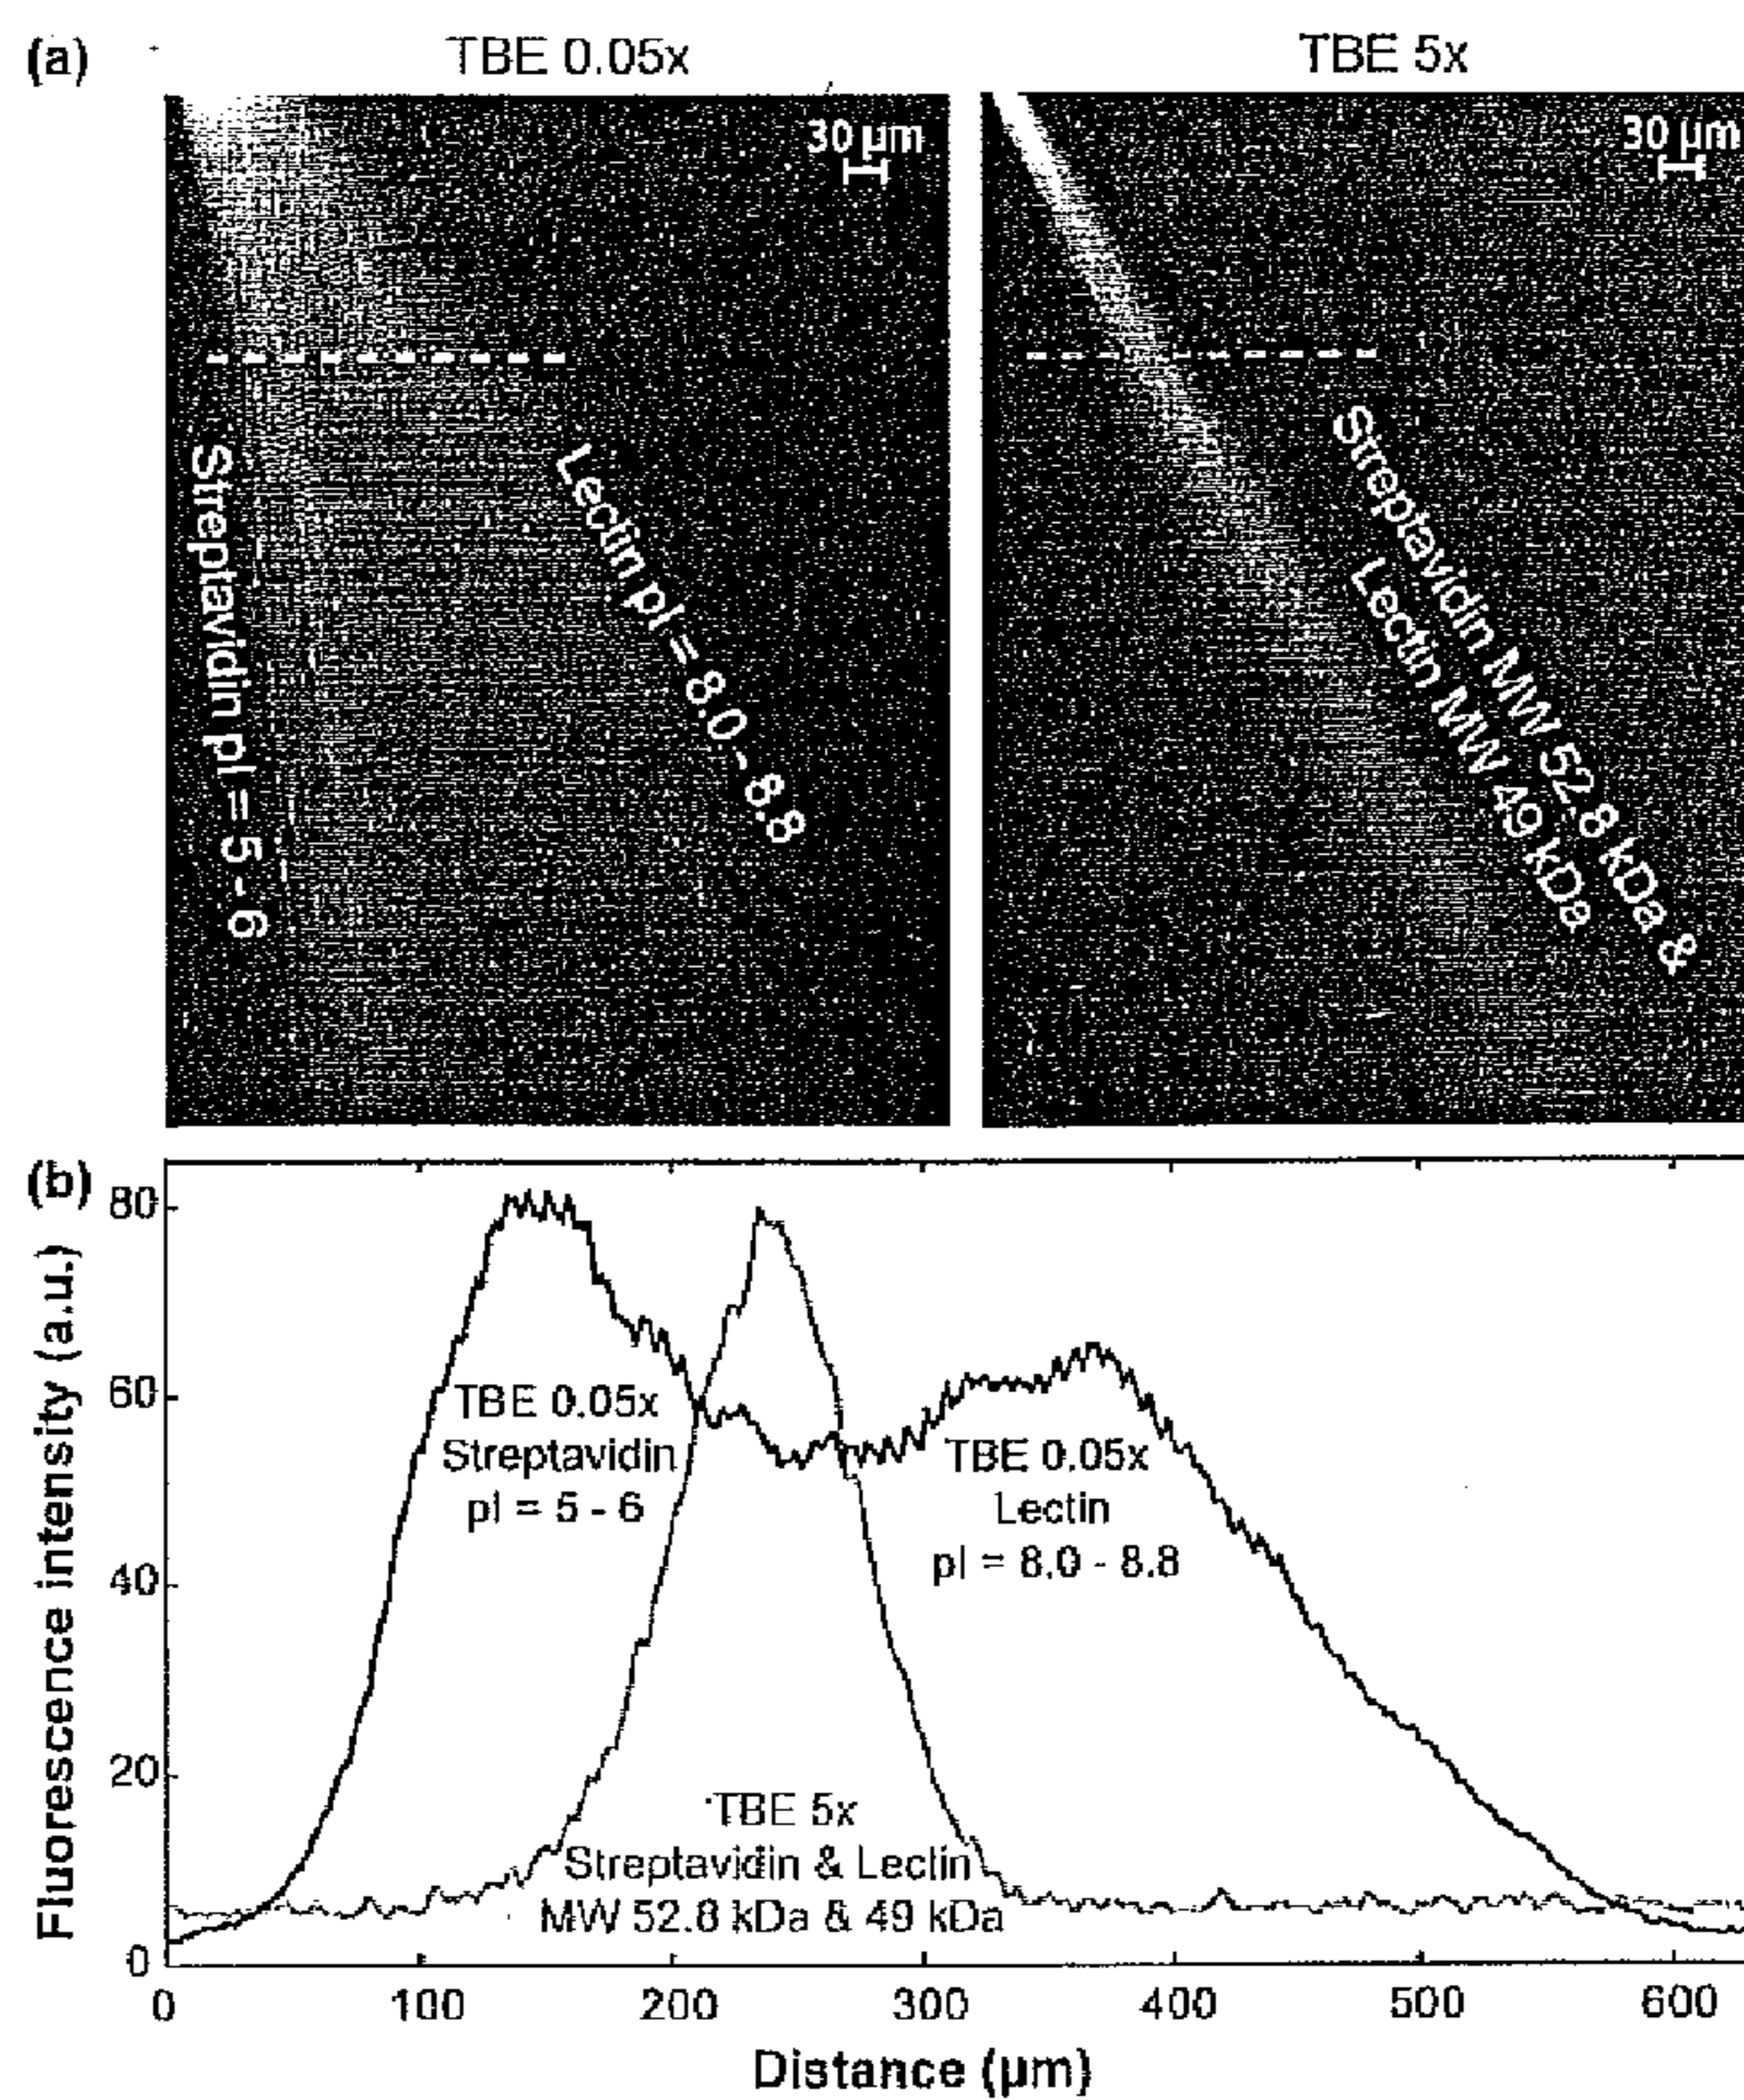 (a)
TBE 0.05x
TBE 5x
30 µm
30 µm
Streptavidin pI = 5 - 6
Lectin pI = 8.0 - 8.8
Streptavidin MW 52.8 kDa &
Lectin MW 49 kDa
(b)
Fluorescence intensity (a.u.)
80
60
40
20
0
TBE 0.05x
Streptavidin
pI = 5 - 6
TBE 0.05x
Lectin
pI = 8.0 - 8.8
TBE 5x
Streptavidin & Lectin
MW 52.8 kDa & 49 kDa
0
100
200
300
400
500
600
Distance (µm)